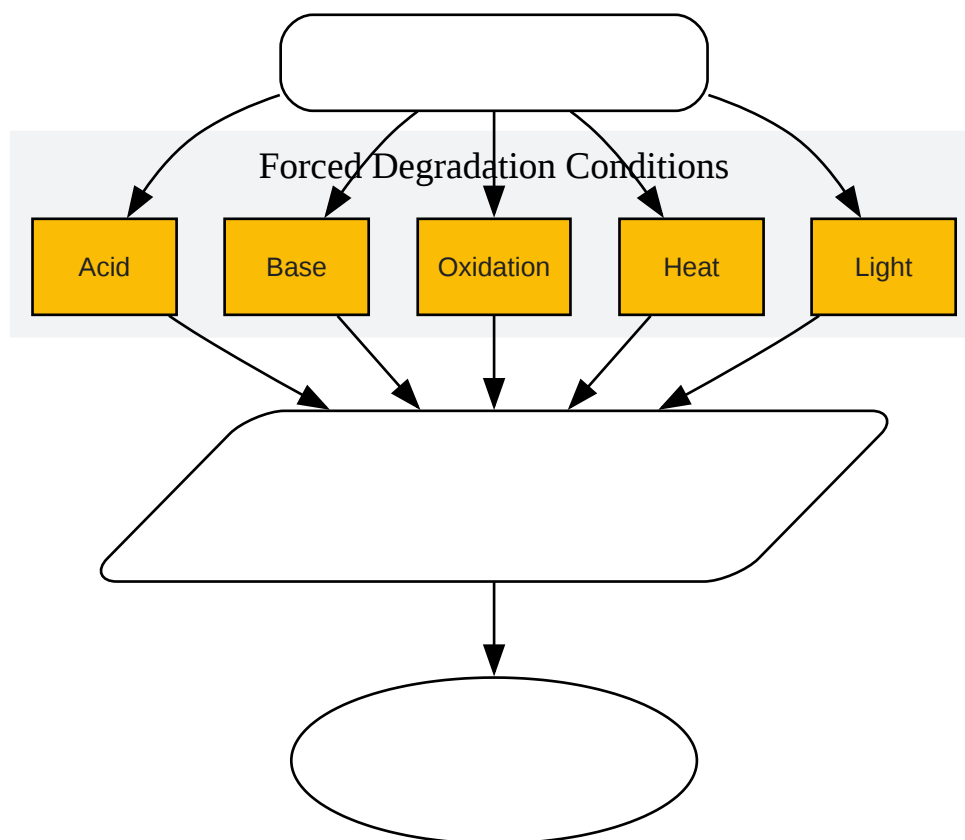 Forced Degradation Conditions
Acid
Base
Oxidation
Heat
Light